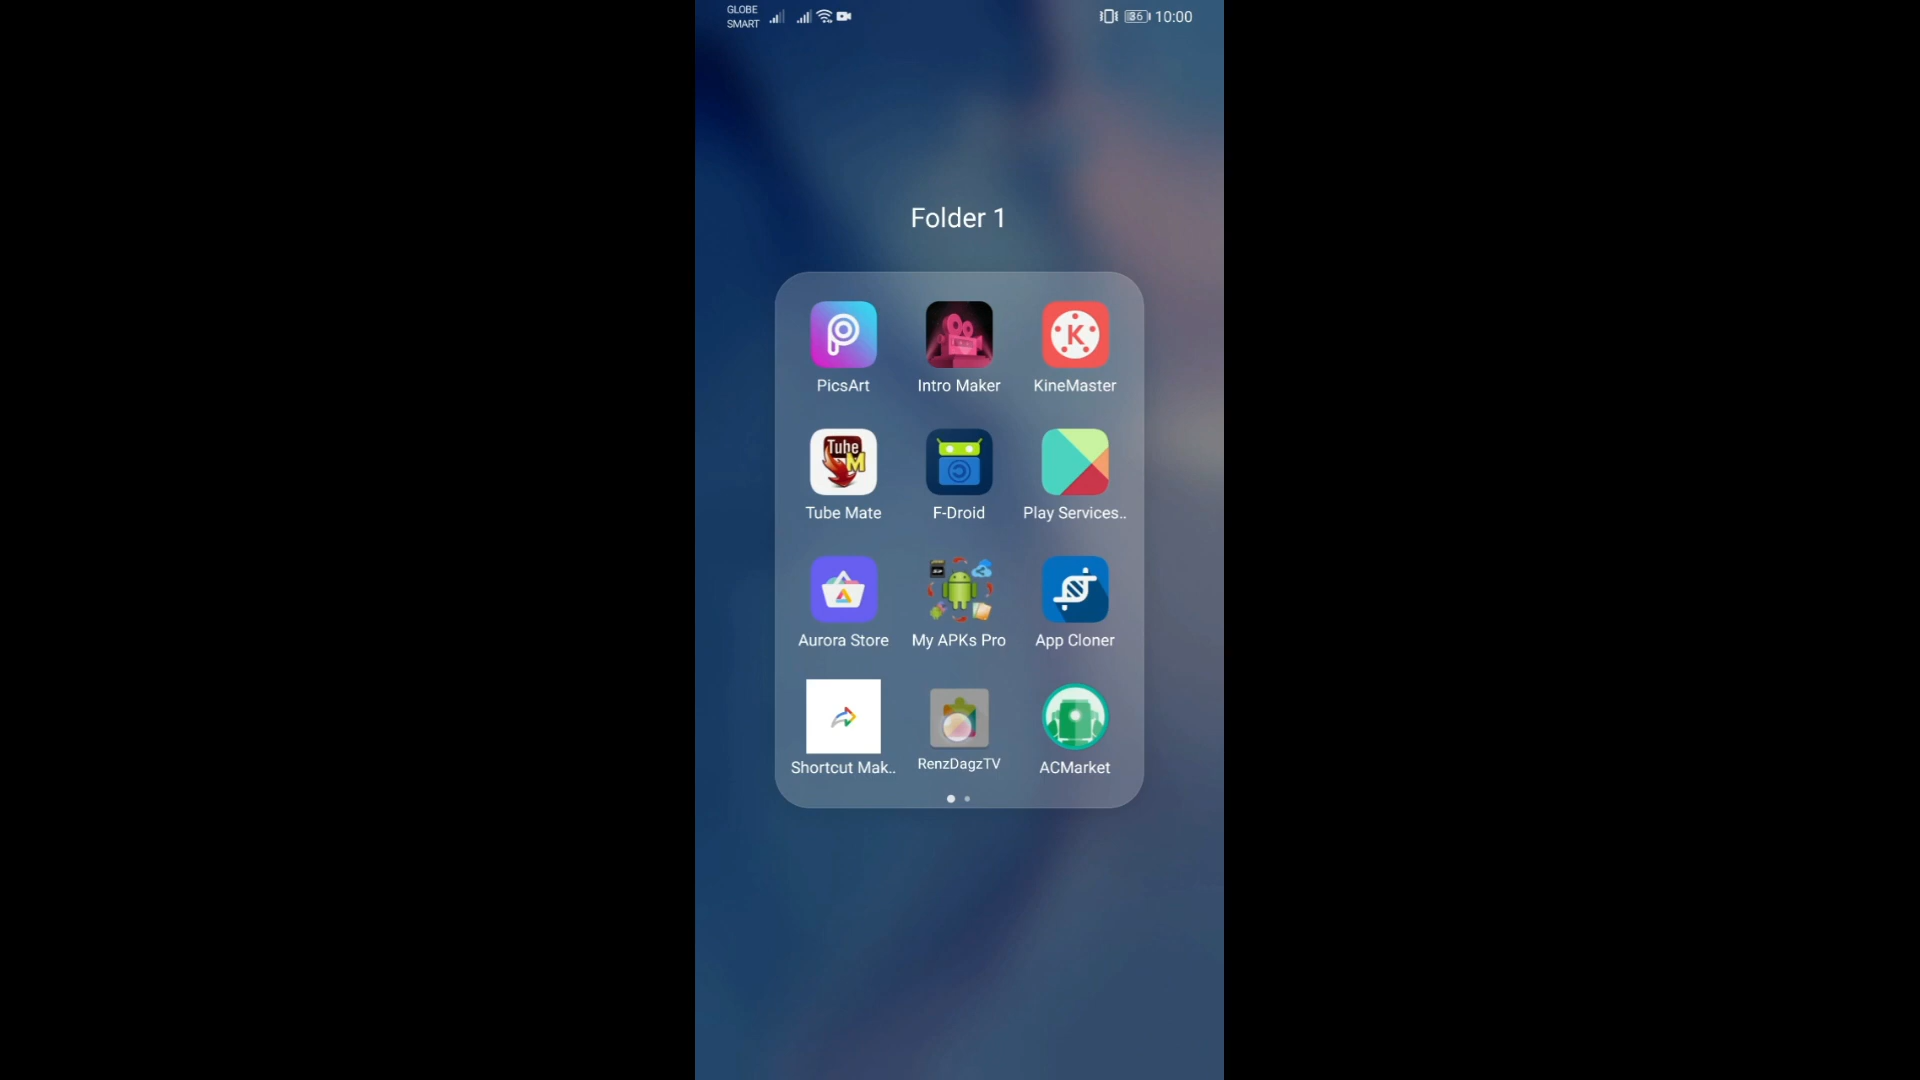 GLOBE
SMART
36 10:00
Folder 1
PicsArt Intro Maker KineMaster
Tube M
Tube Mate F-Droid Play Services..
Aurora Store My APKs Pro App Cloner
Shortcut Mak.. RenzDagzTV ACMarket